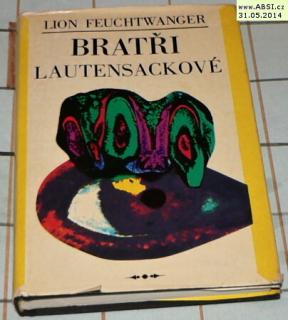 www.ABSI.cz
31.05.2014
LION FEUCHTWANGER
BRATŘI
LAUTENSACKOVÉ